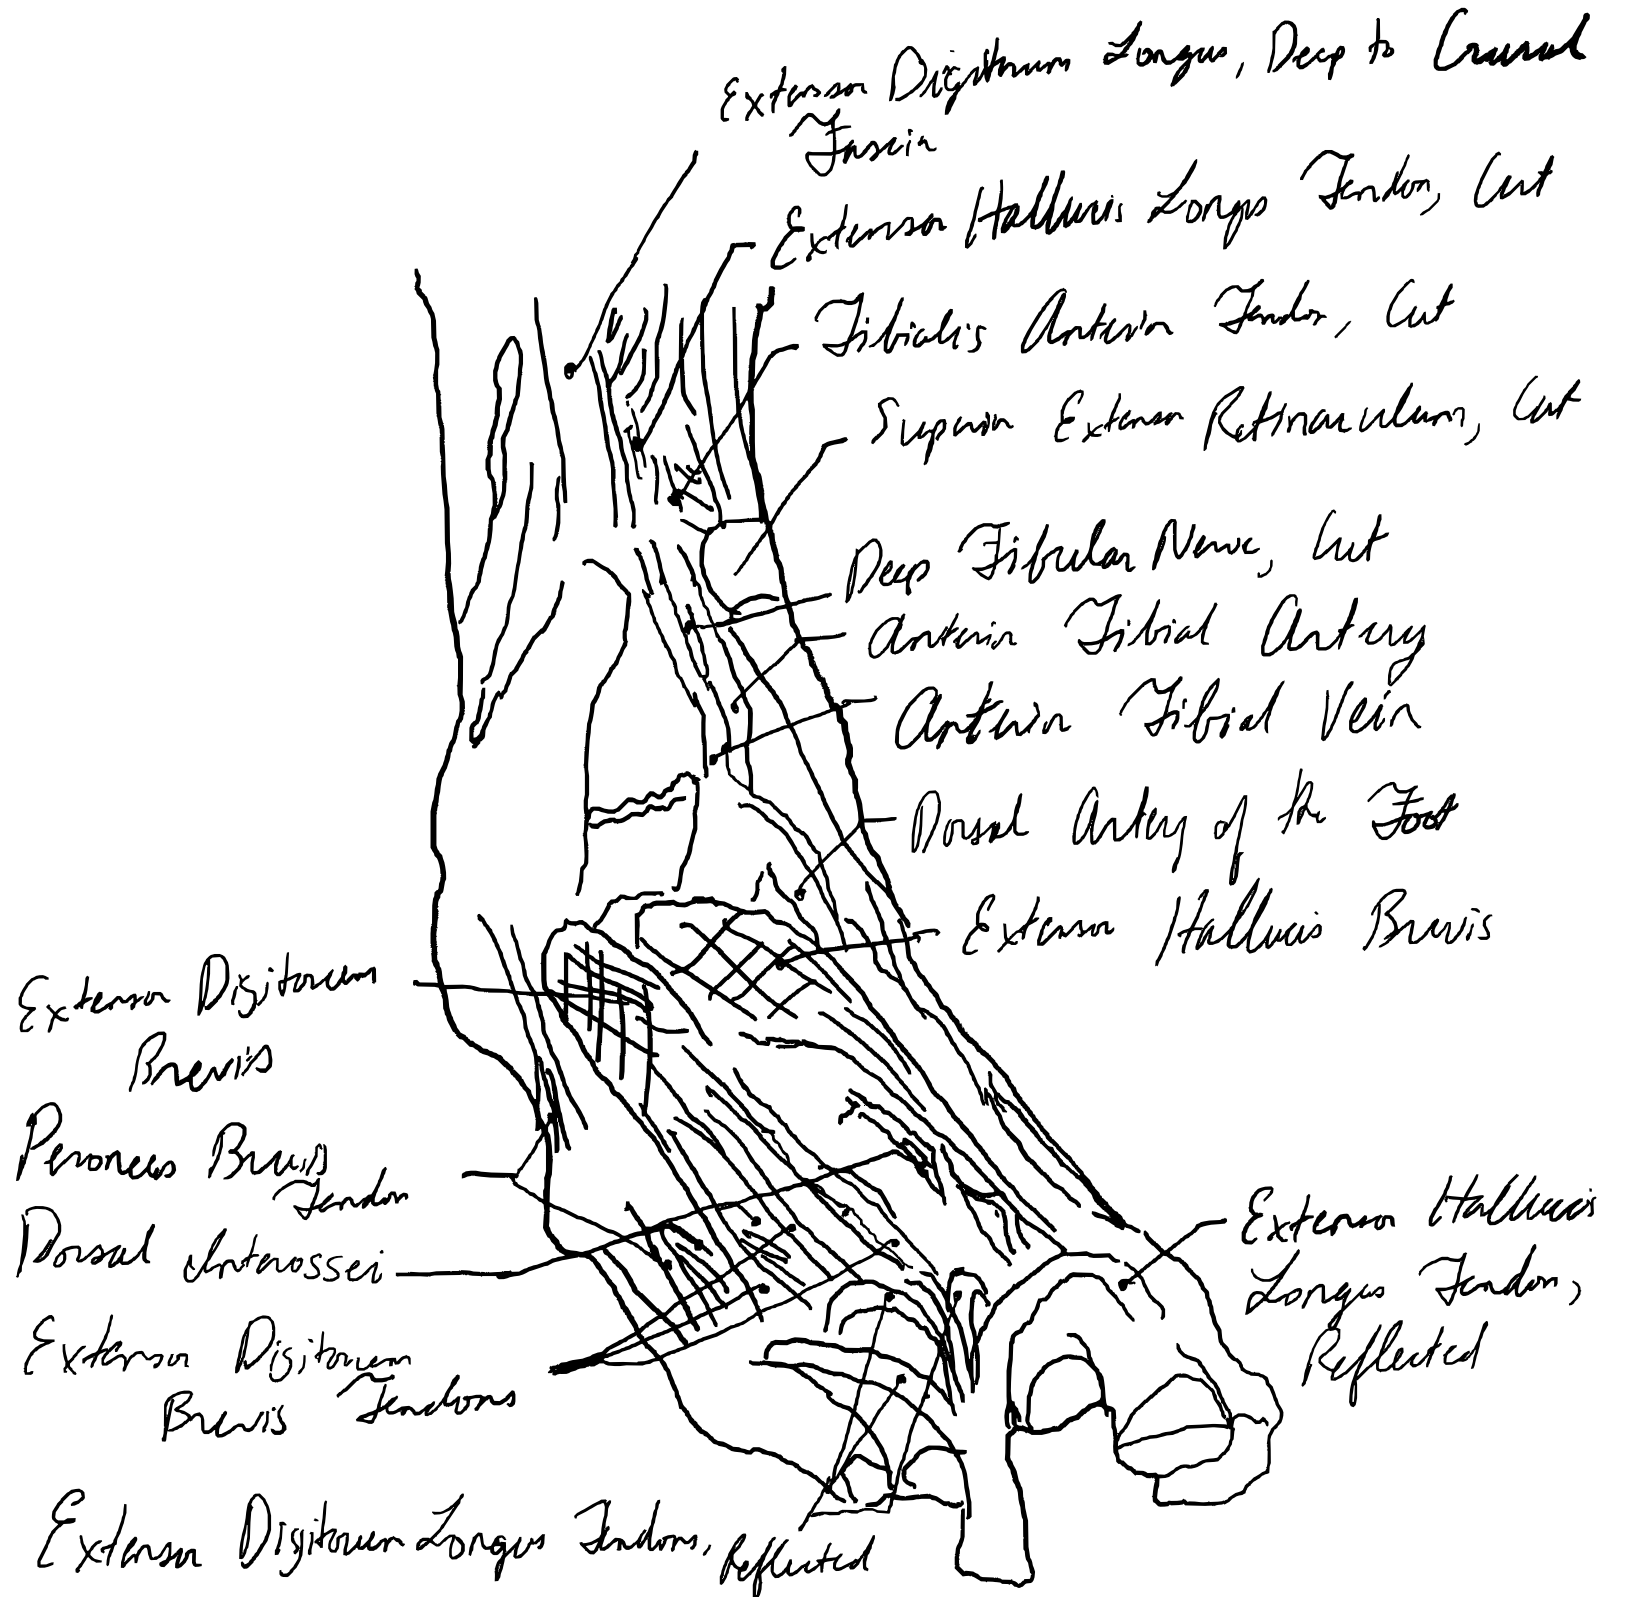 Extensor Digitorum Longus, Deep to Crural
Fascia
Extensor Hallucis Longus Tendon, Cut
Tibialis Anterior Tendon, Cut
Superior Extensor Retinaculum, Cut
Deep Fibular Nerve, Cut
Anterior Tibial Artery
Anterior Tibial Vein
Dorsal Artery of the Foot
Extensor Hallucis Brevis
Extensor Digitorum
Brevis
Peroneus Brevis
Tendon
Dorsal Interossei
Extensor Digitorum
Brevis Tendons
Extensor Digitorum Longus Tendons,
Reflected
Extensor Hallucis
Longus Tendon,
Reflected